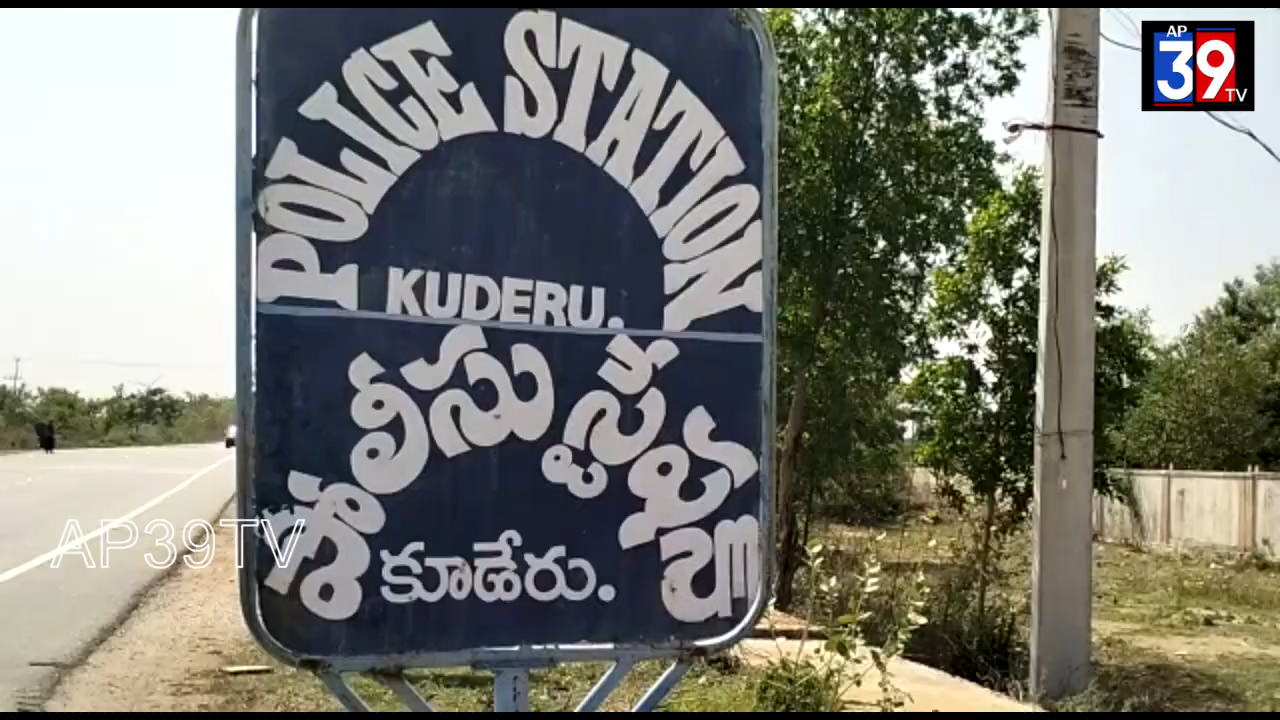 AP
39
TV
POLICE STATION
KUDERU.
పోలీసు స్టేషన్
కూడేరు.
AP39TV